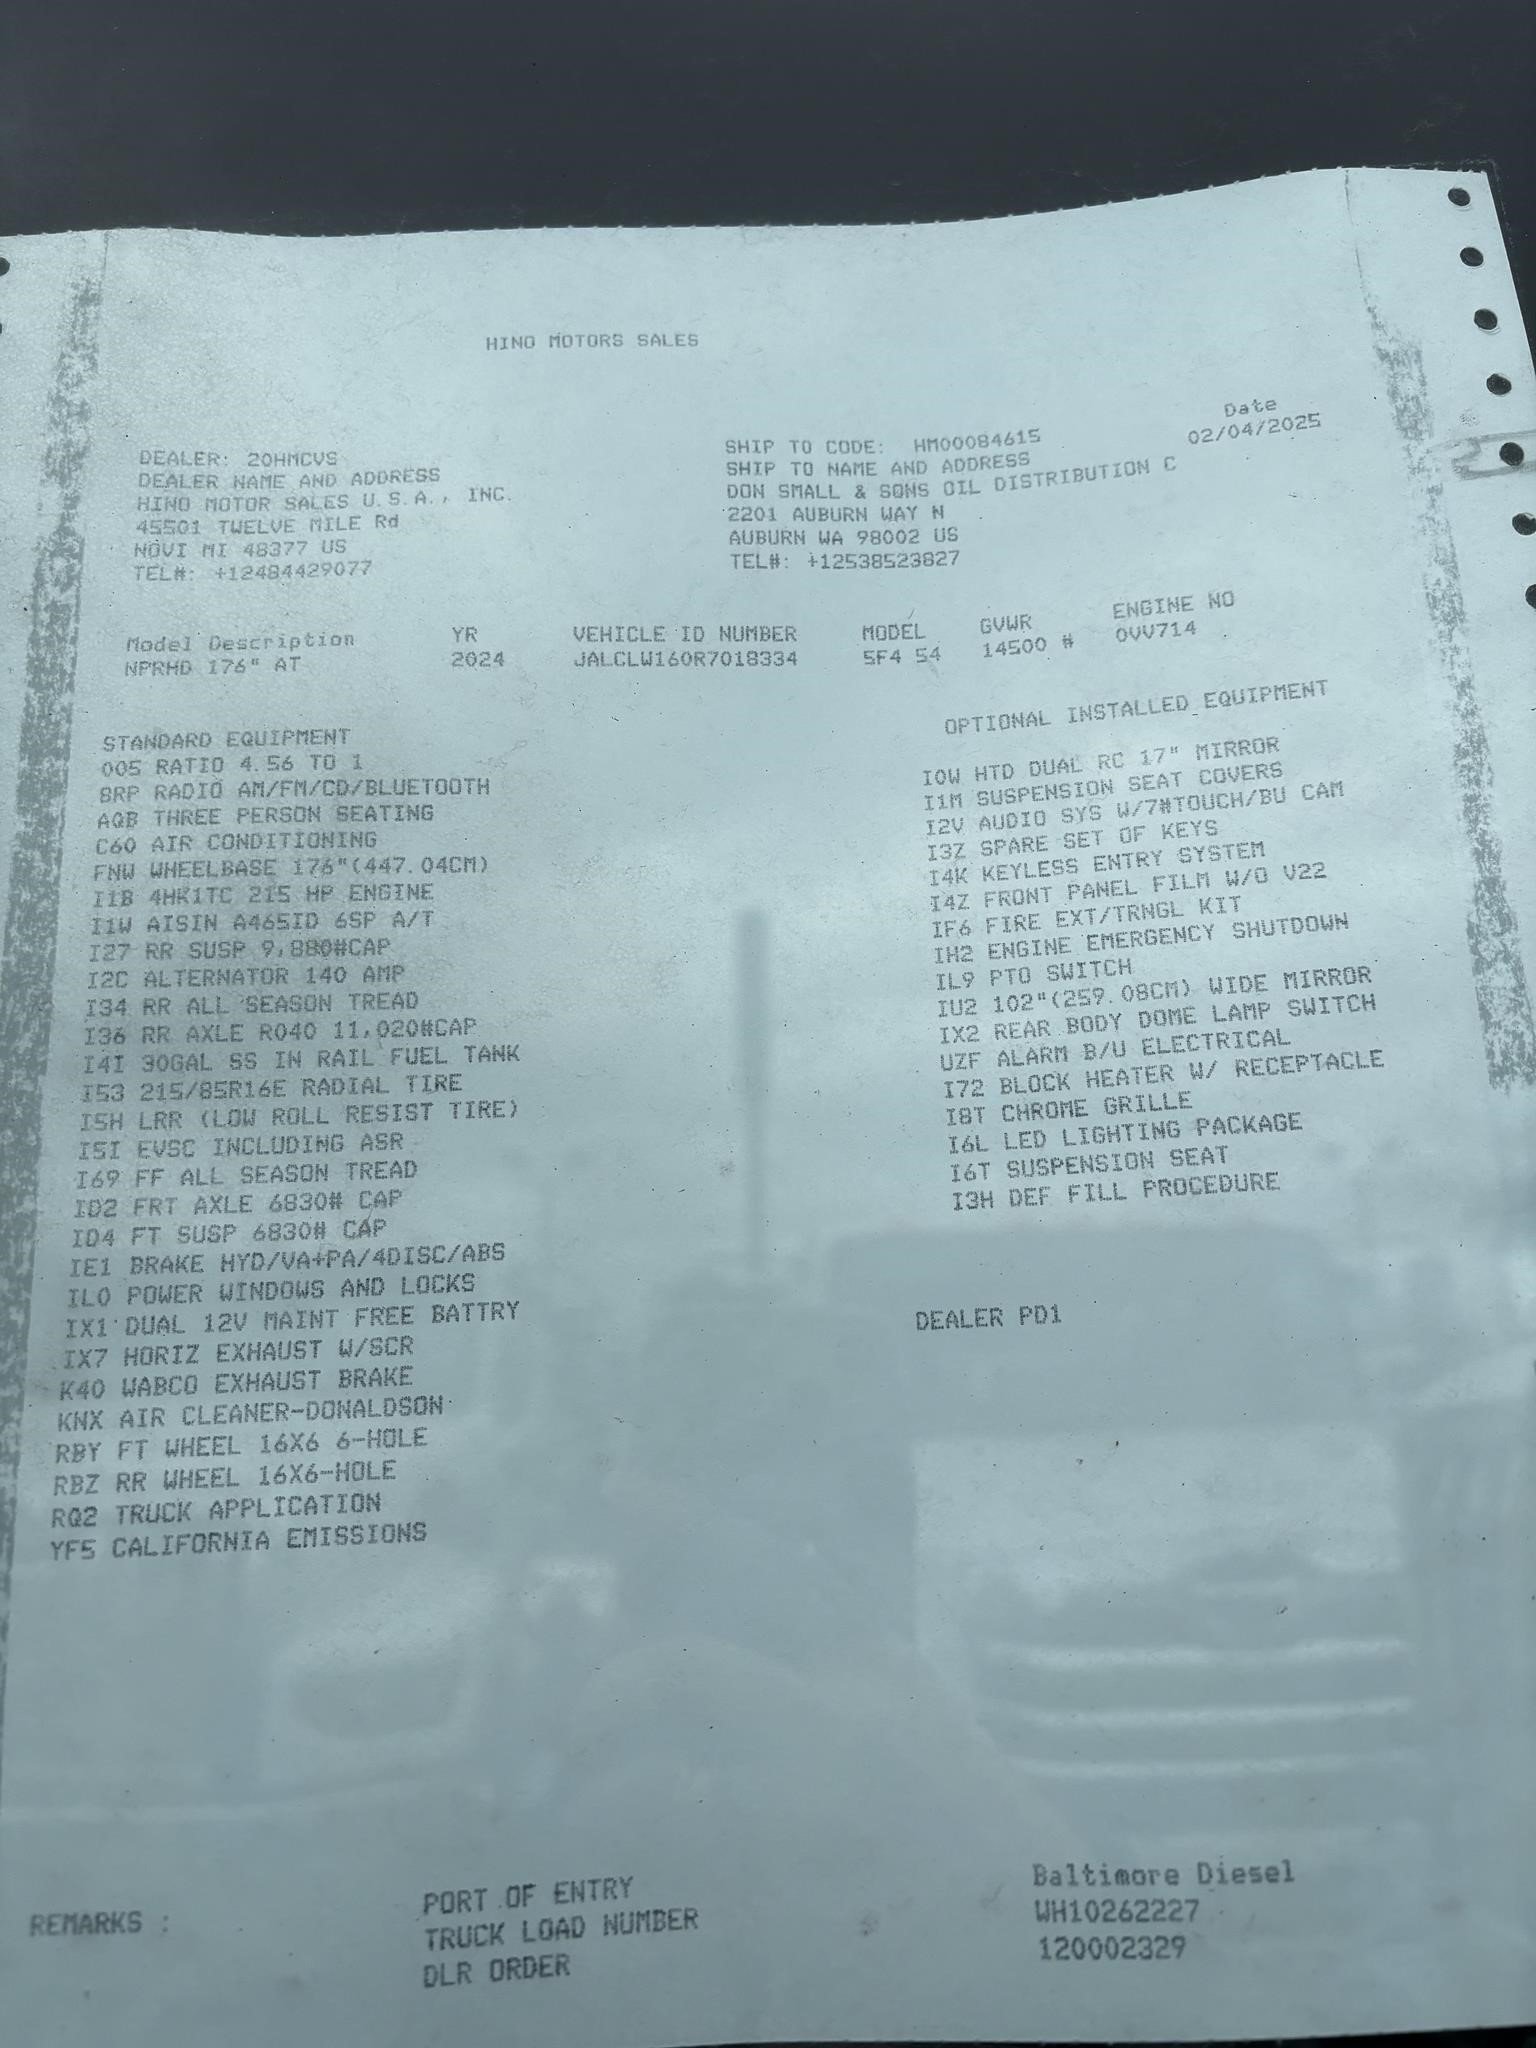 HINO MOTORS SALES
Date
02/04/2025
DEALER: 20HMCVS
DEALER NAME AND ADDRESS
HINO MOTOR SALES U.S.A., INC.
45501 TWELVE MILE Rd
NOVI MI 48377 US
TEL#: +12484429077
SHIP TO CODE: HM00084615
SHIP TO NAME AND ADDRESS
DON SMALL & SONS OIL DISTRIBUTION C
2201 AUBURN WAY N
AUBURN WA 98002 US
TEL#: +12538523827
Model Description YR VEHICLE ID NUMBER MODEL GVWR ENGINE NO
NPRHD 176" AT 2024 JALCLW160R7018334 5F4 54 14500 # 0VV714
STANDARD EQUIPMENT
005 RATIO 4.56 TO 1
8RP RADIO AM/FM/CD/BLUETOOTH
AQB THREE PERSON SEATING
C60 AIR CONDITIONING
FNW WHEELBASE 176"(447.04CM)
I1B 4HK1TC 215 HP ENGINE
I1W AISIN A465ID 6SP A/T
I27 RR SUSP 9,880#CAP
I2C ALTERNATOR 140 AMP
I34 RR ALL SEASON TREAD
I36 RR AXLE R040 11,020#CAP
I4I 30GAL SS IN RAIL FUEL TANK
I53 215/85R16E RADIAL TIRE
I5H LRR (LOW ROLL RESIST TIRE)
I5I EVSC INCLUDING ASR
I69 FF ALL SEASON TREAD
ID2 FRT AXLE 6830# CAP
ID4 FT SUSP 6830# CAP
IE1 BRAKE HYD/VA+PA/4DISC/ABS
IL0 POWER WINDOWS AND LOCKS
IX1 DUAL 12V MAINT FREE BATTRY
IX7 HORIZ EXHAUST W/SCR
K40 WABCO EXHAUST BRAKE
KNX AIR CLEANER-DONALDSON
RBY FT WHEEL 16X6 6-HOLE
RBZ RR WHEEL 16X6-HOLE
RQ2 TRUCK APPLICATION
YF5 CALIFORNIA EMISSIONS
OPTIONAL INSTALLED EQUIPMENT
I0W HTD DUAL RC 17" MIRROR
I1M SUSPENSION SEAT COVERS
I2V AUDIO SYS W/7#TOUCH/BU CAM
I3Z SPARE SET OF KEYS
I4K KEYLESS ENTRY SYSTEM
I4Z FRONT PANEL FILM W/O V22
IF6 FIRE EXT/TRNGL KIT
IH2 ENGINE EMERGENCY SHUTDOWN
IL9 PTO SWITCH
IU2 102"(259.08CM) WIDE MIRROR
IX2 REAR BODY DOME LAMP SWITCH
UZF ALARM B/U ELECTRICAL
I72 BLOCK HEATER W/ RECEPTACLE
I8T CHROME GRILLE
I6L LED LIGHTING PACKAGE
I6T SUSPENSION SEAT
I3H DEF FILL PROCEDURE
DEALER PD1
REMARKS :
PORT OF ENTRY Baltimore Diesel
TRUCK LOAD NUMBER WH10262227
DLR ORDER 120002329